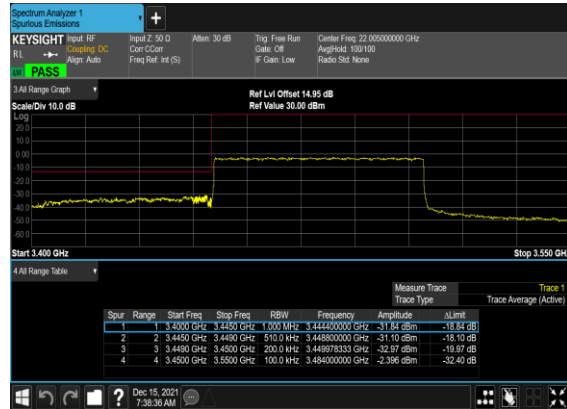 Spectrum Analyzer 1
Spurious Emissions
+
KEYSIGHT Input: RF Input Z: 50 Ω Atten: 30 dB Trig: Free Run Center Freq: 22.005000000 GHz
RL Coupling: DC Corr CCorr Gate: Off Avg|Hold: 100/100
Align: Auto Freq Ref: Int (S) IF Gain: Low Radio Std: None
LW PASS
3 All Range Graph
Ref Lvl Offset 14.95 dB
Scale/Div 10.0 dB Ref Value 30.00 dBm
Log
20.0
10.0
0.00
-10.0
-20.0
-30.0
-40.0
-50.0
-60.0
Start 3.400 GHz Stop 3.550 GH
4 All Range Table
Measure Trace Trace 1
Trace Type Trace Average (Active)
Spur Range Start Freq Stop Freq RBW Frequency Amplitude ΔLimit
1 1 3.4000 GHz 3.4450 GHz 1.000 MHz 3.444400000 GHz -31.84 dBm -18.84 dB
2 2 3.4450 GHz 3.4490 GHz 510.0 kHz 3.448800000 GHz -31.10 dBm -18.10 dB
3 3 3.4490 GHz 3.4500 GHz 200.0 kHz 3.449978333 GHz -32.97 dBm -19.97 dB
4 4 3.4500 GHz 3.5500 GHz 100.0 kHz 3.484000000 GHz -2.396 dBm -32.40 dB
? Dec 15, 2021
7:38:36 AM